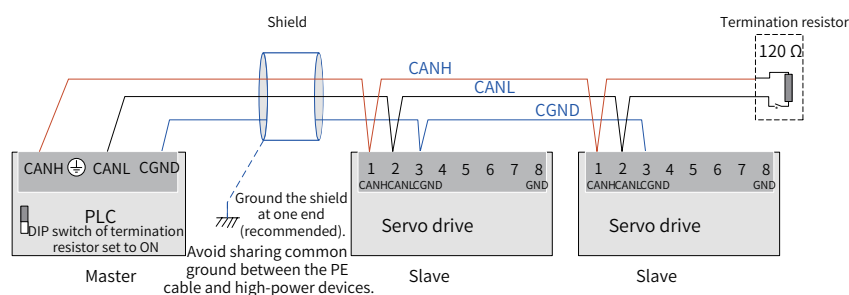 Shield
Termination resistor
120 Ω
CANH
CANL
CGND
CANH CANL CGND
1 2 3 4 5 6 7 8
CANH CANL CGND GND
1 2 3 4 5 6 7 8
CANH CANL CGND GND
PLC
DIP switch of termination
resistor set to ON
Ground the shield
at one end
(recommended).
Avoid sharing common
ground between the PE
cable and high-power devices.
Servo drive
Servo drive
Master
Slave
Slave